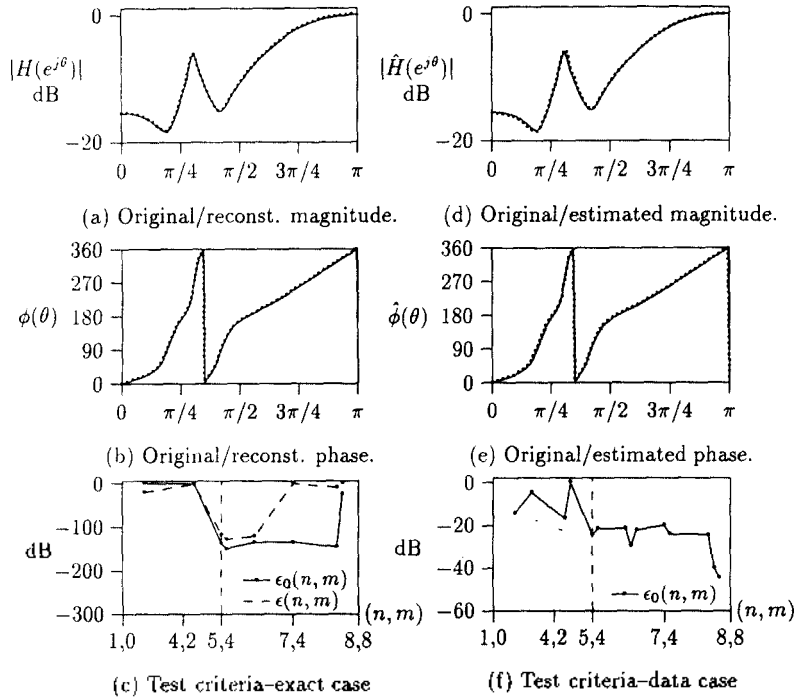 0
|H(e^{jθ})|
dB
−20
0 π/4 π/2 3π/4 π
(a) Original/reconst. magnitude.
0
|Ĥ(e^{jθ})|
dB
−20
0 π/4 π/2 3π/4 π
(d) Original/estimated magnitude.
360
270
φ(θ) 180
90
0
0 π/4 π/2 3π/4 π
(b) Original/reconst. phase.
360
270
φ̂(θ) 180
90
0
0 π/4 π/2 3π/4 π
(e) Original/estimated phase.
0
−100
dB
−200
−300
ε₀(n, m)
ε(n, m)
(n, m)
1,0 4,2 5,4 7,4 8,8
(c) Test criteria–exact case
0
−20
dB
−40
−60
ε₀(n, m)
(n, m)
1,0 4,2 5,4 7,4 8,8
(f) Test criteria–data case